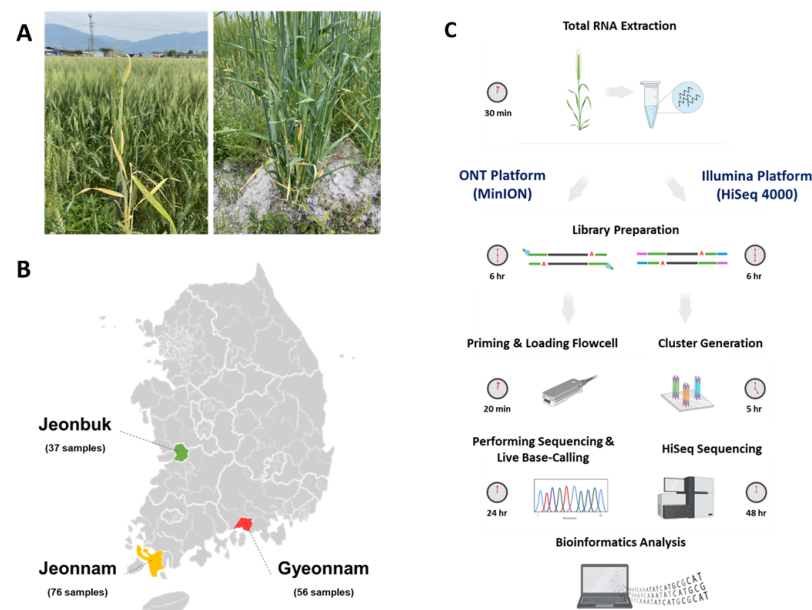 A
B
Jeonbuk
(37 samples)
Jeonnam
(76 samples)
Gyeonnam
(56 samples)
C
Total RNA Extraction
30 min
ONT Platform
(MinION)
Illumina Platform
(HiSeq 4000)
Library Preparation
A
A
6 hr
A
A
6 hr
Priming & Loading Flowcell
20 min
Cluster Generation
5 hr
Performing Sequencing &
Live Base-Calling
24 hr
HiSeq Sequencing
48 hr
Bioinformatics Analysis